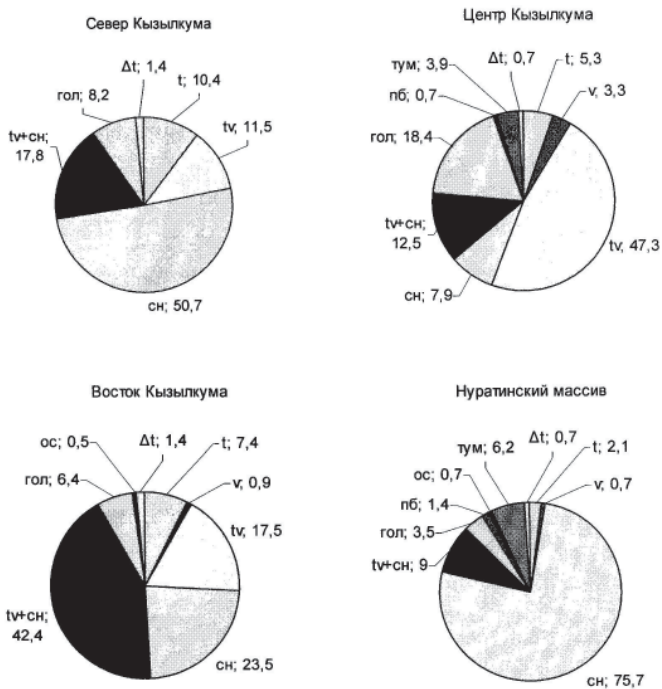 Север Кызылкума
Δt; 1,4
t; 10,4
гол; 8,2
tv; 11,5
tv+сн;
17,8
сн; 50,7
Центр Кызылкума
Δt; 0,7
t; 5,3
тум; 3,9
v; 3,3
пб; 0,7
гол; 18,4
tv+сн;
12,5
tv; 47,3
сн; 7,9
Восток Кызылкума
ос; 0,5
Δt; 1,4
t; 7,4
гол; 6,4
v; 0,9
tv; 17,5
tv+сн;
42,4
сн; 23,5
Нуратинский массив
Δt; 0,7
тум; 6,2
t; 2,1
ос; 0,7
v; 0,7
пб; 1,4
гол; 3,5
tv+сн; 9
сн; 75,7